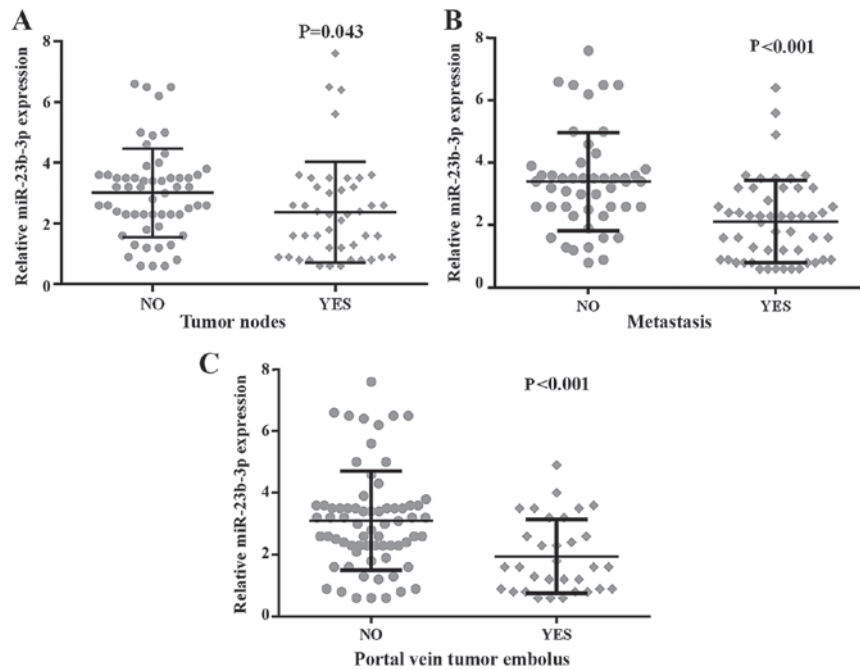 A
P=0.043
Relative miR-23b-3p expression
8
6
4
2
0
NO
YES
Tumor nodes
B
P<0.001
Relative miR-23b-3p expression
8
6
4
2
0
NO
YES
Metastasis
C
P<0.001
Relative miR-23b-3p expression
8
6
4
2
0
NO
YES
Portal vein tumor embolus